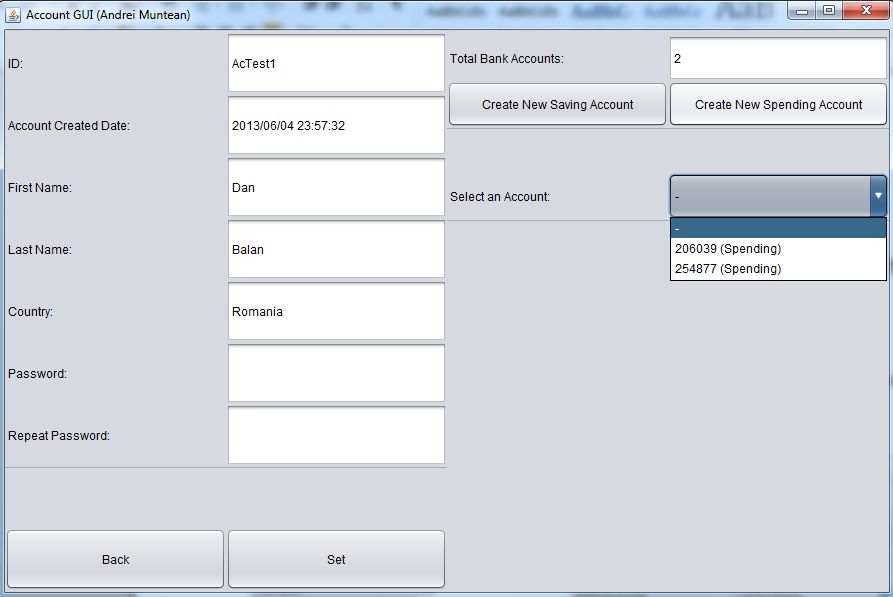 Account GUI (Andrei Muntean)
ID:
AcTest1
Account Created Date:
2013/06/04 23:57:32
First Name:
Dan
Last Name:
Balan
Country:
Romania
Password:
Repeat Password:
Back
Set
Total Bank Accounts:
2
Create New Saving Account
Create New Spending Account
Select an Account:
-
-
206039 (Spending)
254877 (Spending)